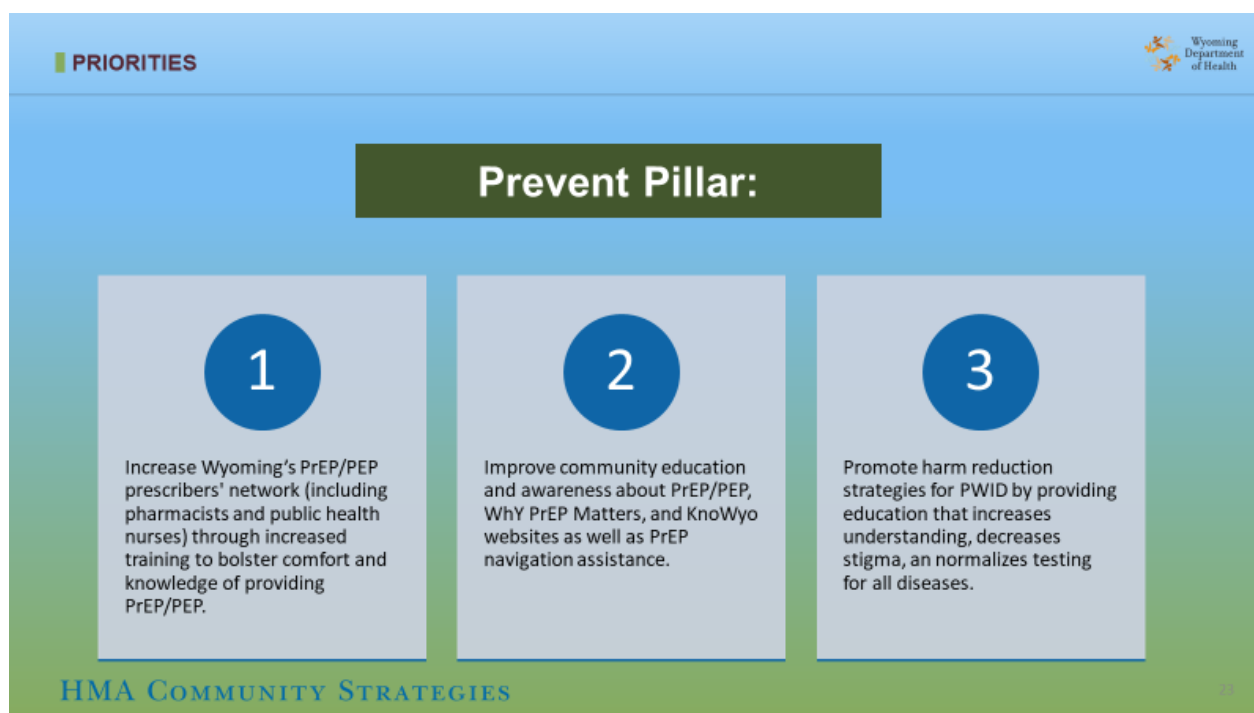 PRIORITIES
Wyoming
Department
of Health
Prevent Pillar:
1
Increase Wyoming's PrEP/PEP
prescribers' network (including
pharmacists and public health
nurses) through increased
training to bolster comfort and
knowledge of providing
PrEP/PEP.
2
Improve community education
and awareness about PrEP/PEP,
WhY PrEP Matters, and KnoWyo
websites as well as PrEP
navigation assistance.
3
Promote harm reduction
strategies for PWID by providing
education that increases
understanding, decreases
stigma, an normalizes testing
for all diseases.
HMA COMMUNITY STRATEGIES
23